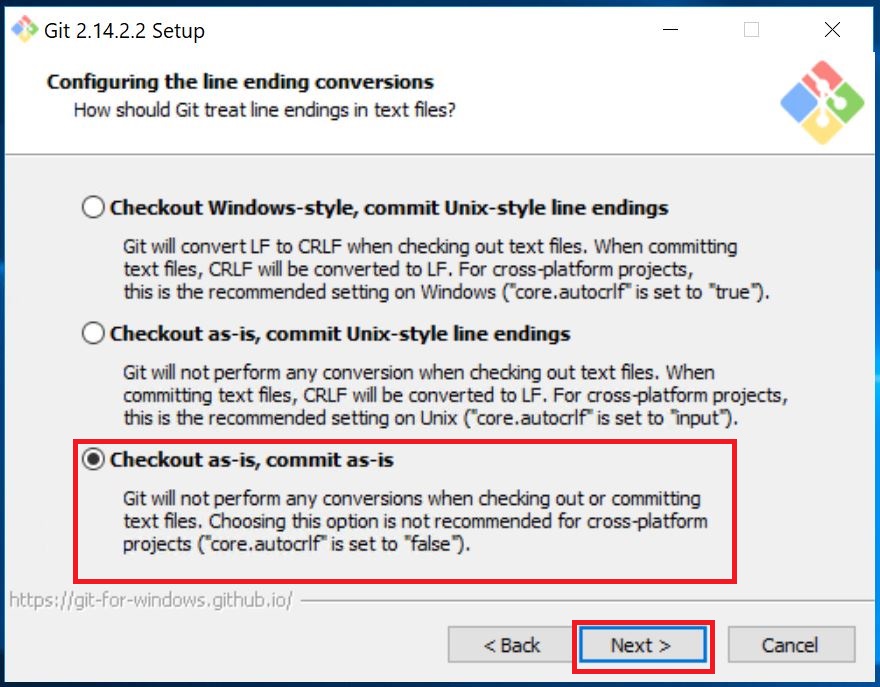 Git 2.14.2.2 Setup
Configuring the line ending conversions
How should Git treat line endings in text files?
Checkout Windows-style, commit Unix-style line endings
Git will convert LF to CRLF when checking out text files. When committing
text files, CRLF will be converted to LF. For cross-platform projects,
this is the recommended setting on Windows ("core.autocrlf" is set to "true").
Checkout as-is, commit Unix-style line endings
Git will not perform any conversion when checking out text files. When
committing text files, CRLF will be converted to LF. For cross-platform projects,
this is the recommended setting on Unix ("core.autocrlf" is set to "input").
Checkout as-is, commit as-is
Git will not perform any conversions when checking out or committing
text files. Choosing this option is not recommended for cross-platform
projects ("core.autocrlf" is set to "false").
https://git-for-windows.github.io/
< Back Next > Cancel